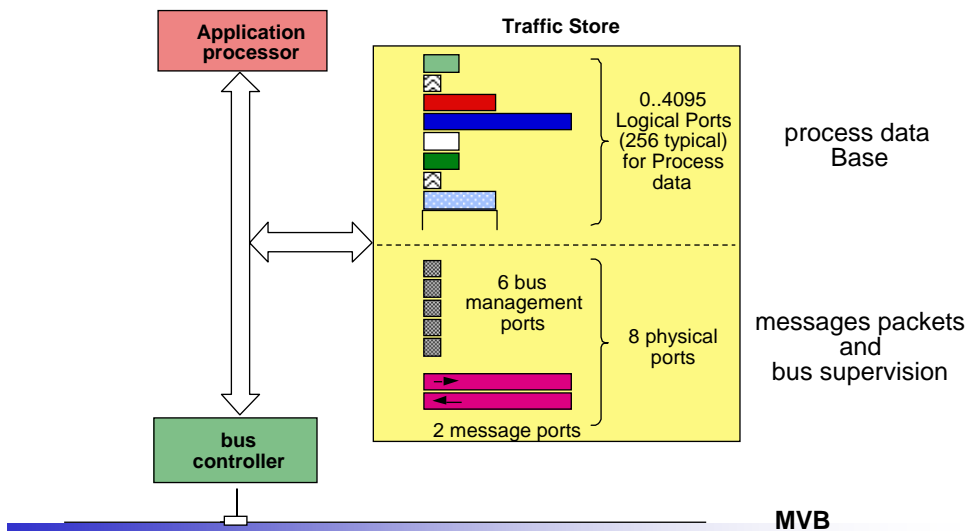 Application
processor
Traffic Store
0..4095
Logical Ports
(256 typical)
for Process
data
process data
Base
6 bus
management
ports
8 physical
ports
messages packets
and
bus supervision
2 message ports
bus
controller
MVB